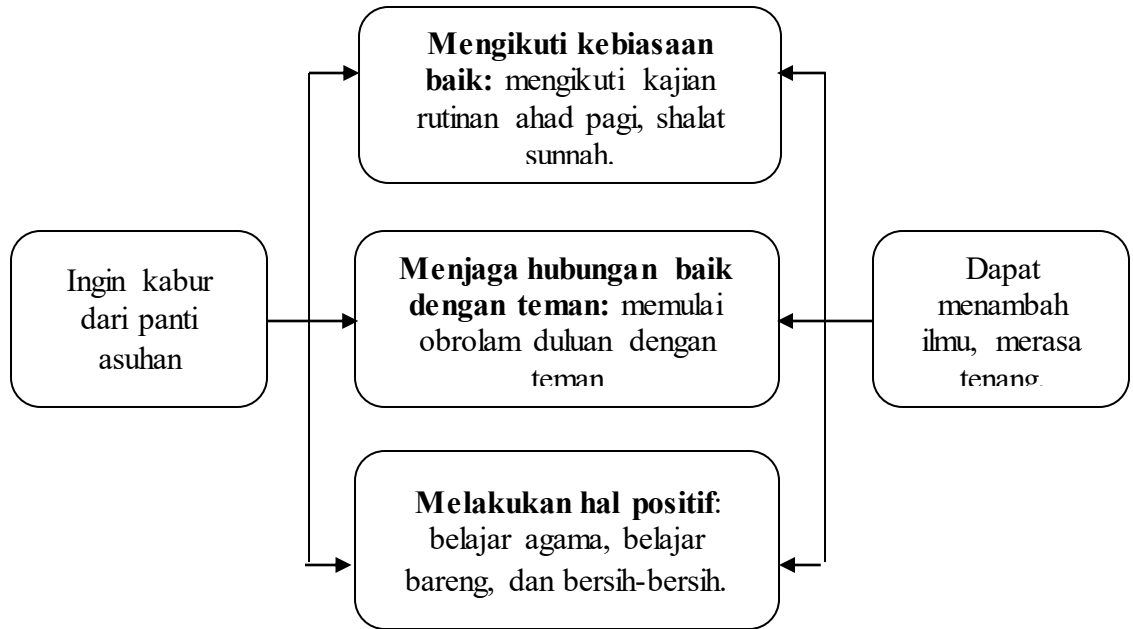 Mengikuti kebiasaan
baik: mengikuti kajian
rutinan ahad pagi, shalat
sunnah.
Ingin kabur
dari panti
asuhan
Menjaga hubungan baik
dengan teman: memulai
obrolam duluan dengan
teman
Dapat
menambah
ilmu, merasa
tenang.
Melakukan hal positif:
belajar agama, belajar
bareng, dan bersih-bersih.